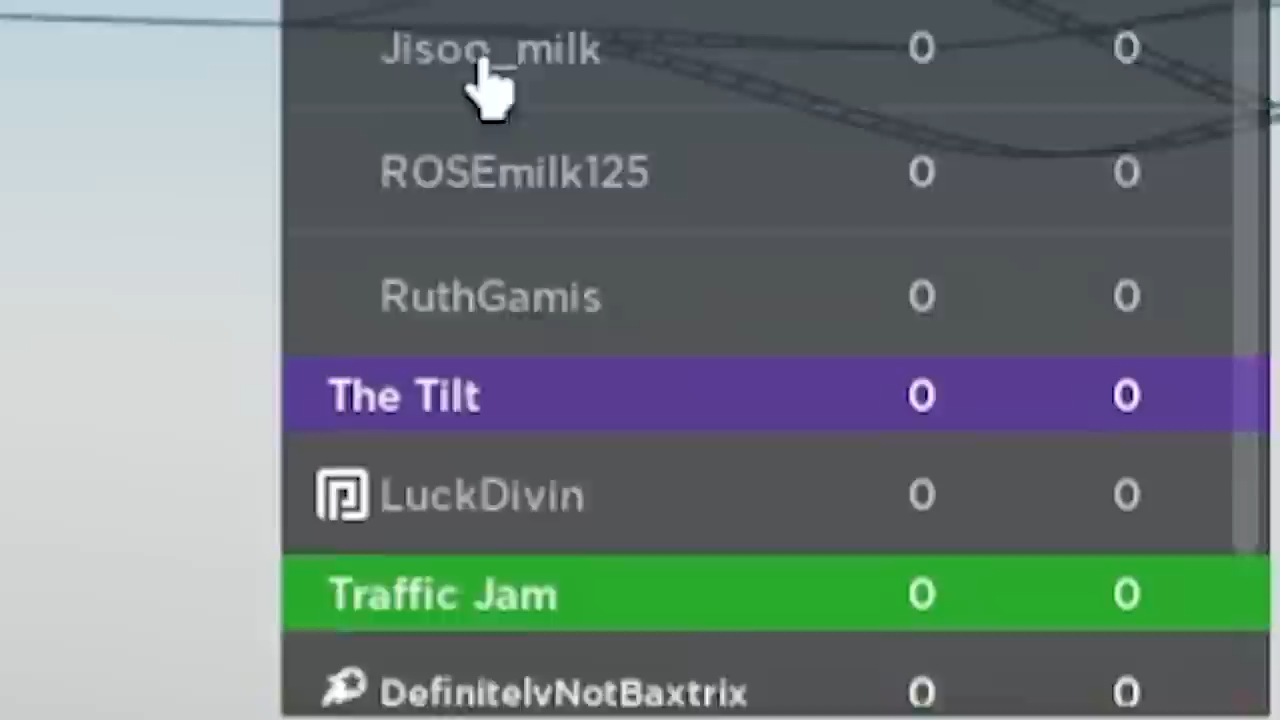 Jisoo_milk 0 0
ROSEmilk125 0 0
RuthGamis 0 0
The Tilt 0 0
LuckDivin 0 0
Traffic Jam 0 0
DefinitelyNotBaxtrix 0 0